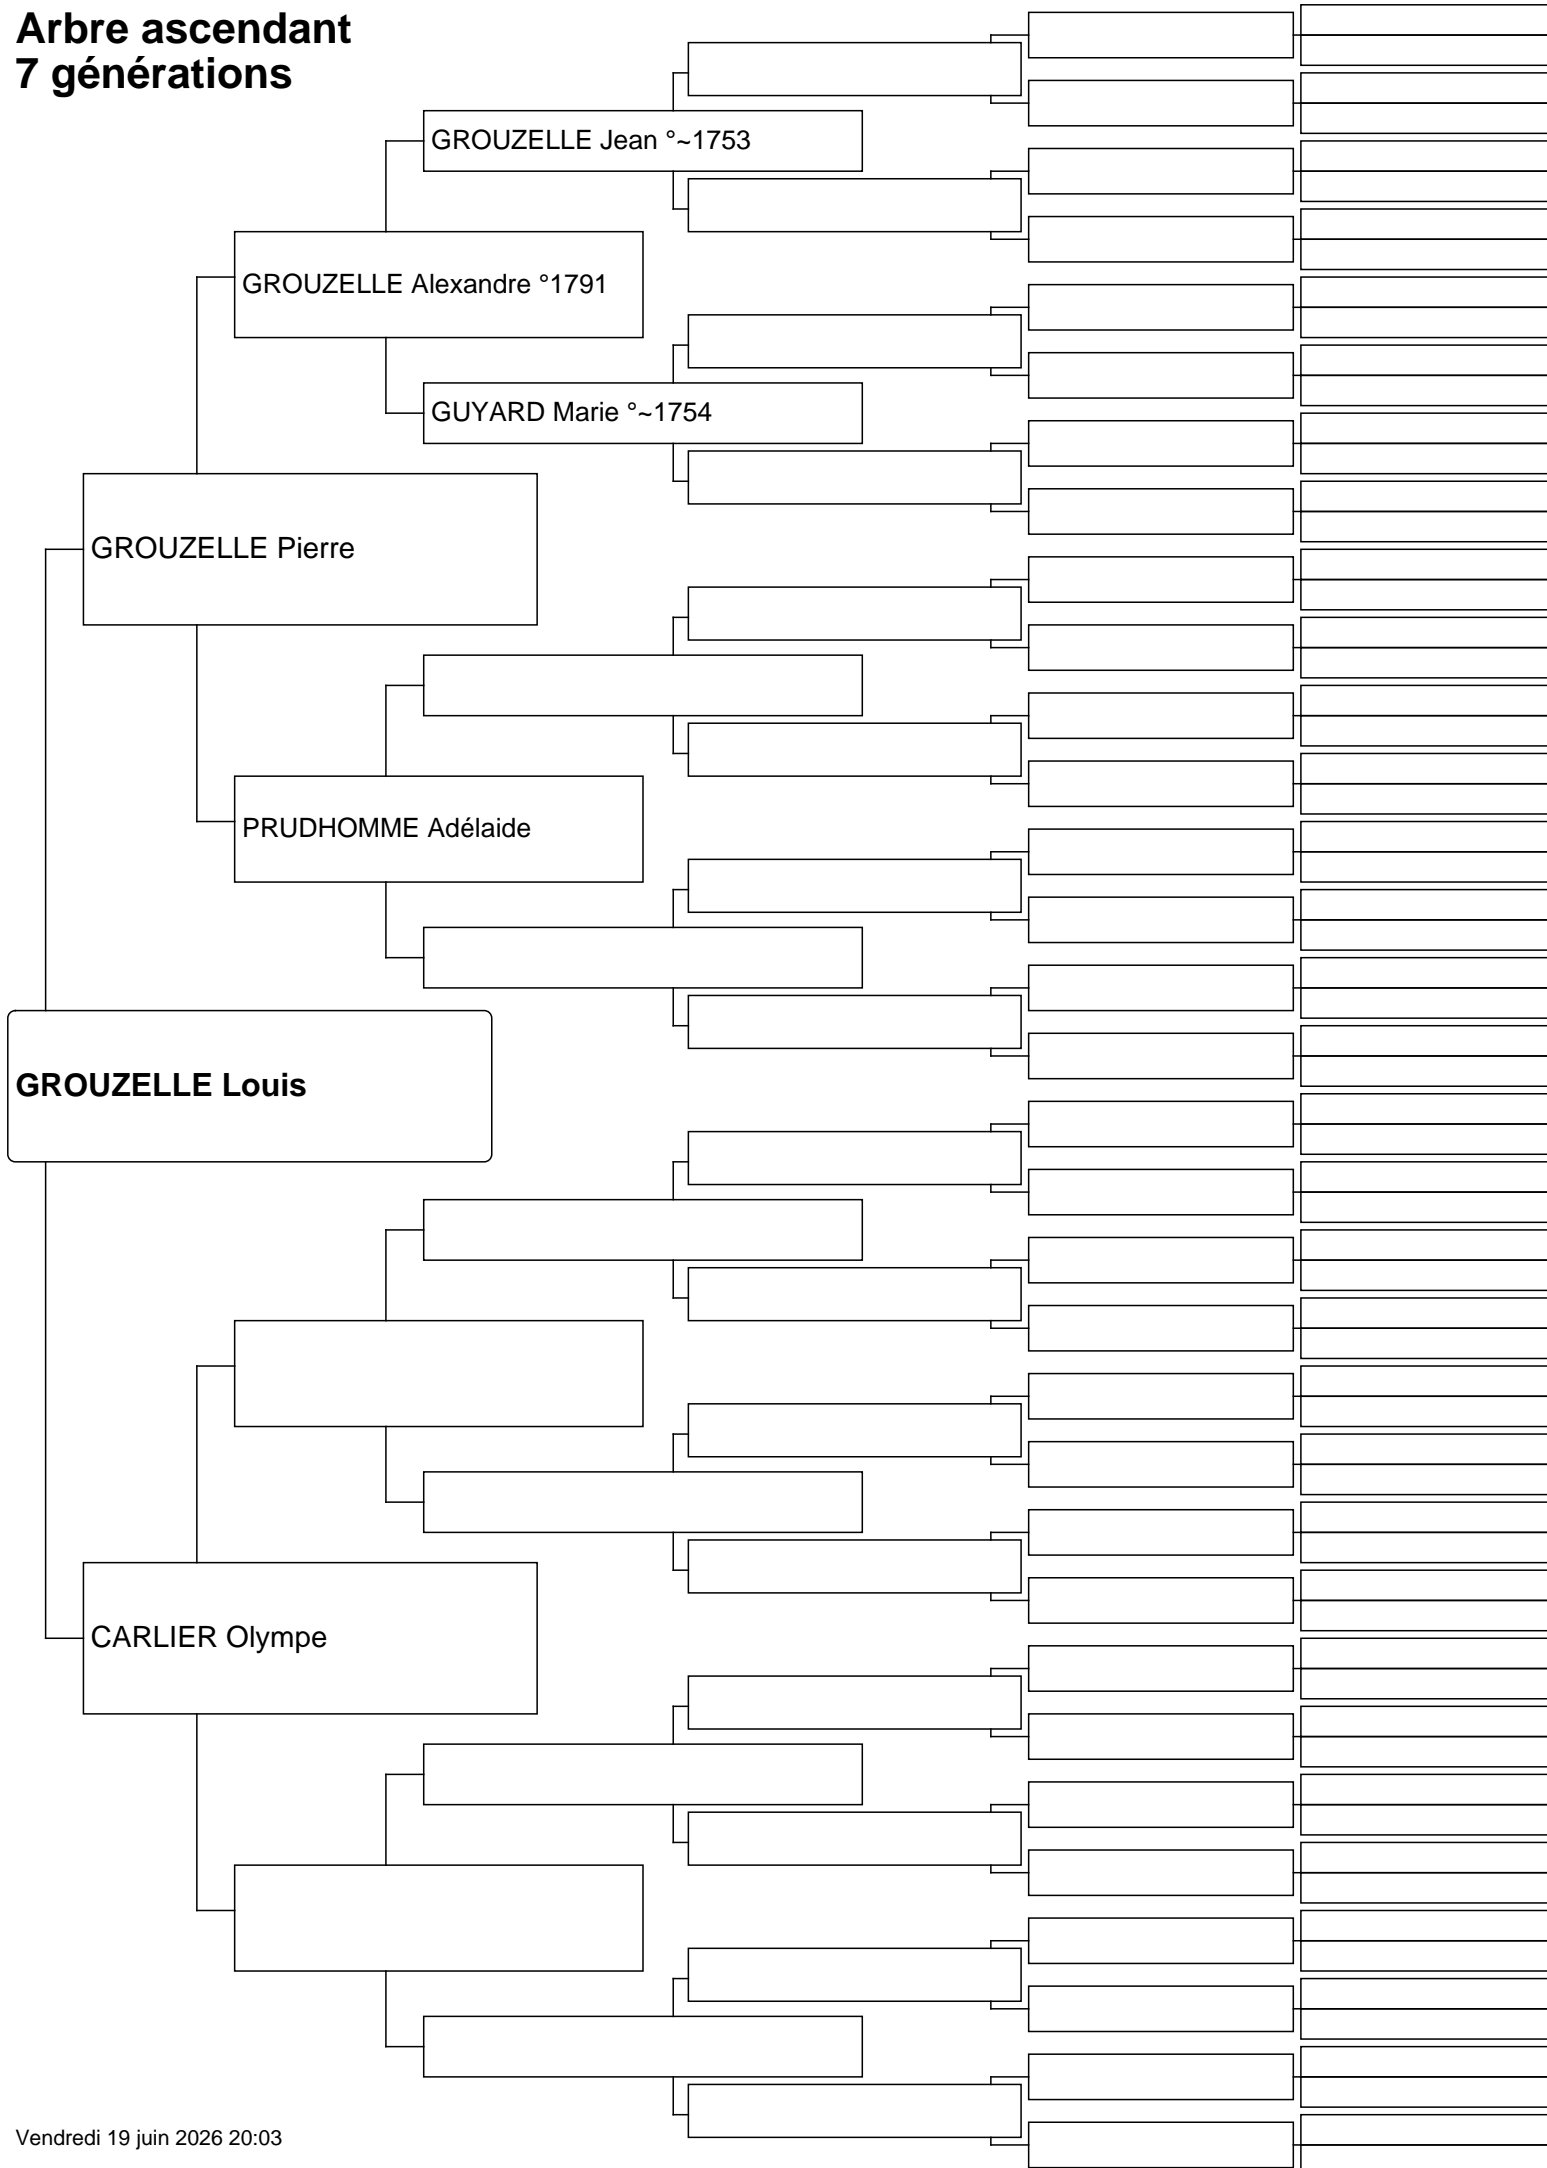 Arbre ascendant
7 générations
GROUZELLE Jean °~1753
GROUZELLE Alexandre °1791
GUYARD Marie °~1754
GROUZELLE Pierre
PRUDHOMME Adélaide
GROUZELLE Louis
CARLIER Olympe
Vendredi 19 juin 2026 20:03